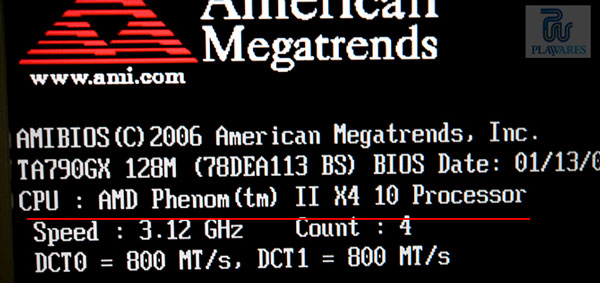 American
Megatrends
www.ami.com
PLAWARES
AMIBIOS(C)2006 American Megatrends, Inc.
TA790GX 128M (78DEA113 BS) BIOS Date: 01/13/0
CPU : AMD Phenom(tm) II X4 10 Processor
Speed : 3.12 GHz Count : 4
DCT0 = 800 MT/s, DCT1 = 800 MT/s